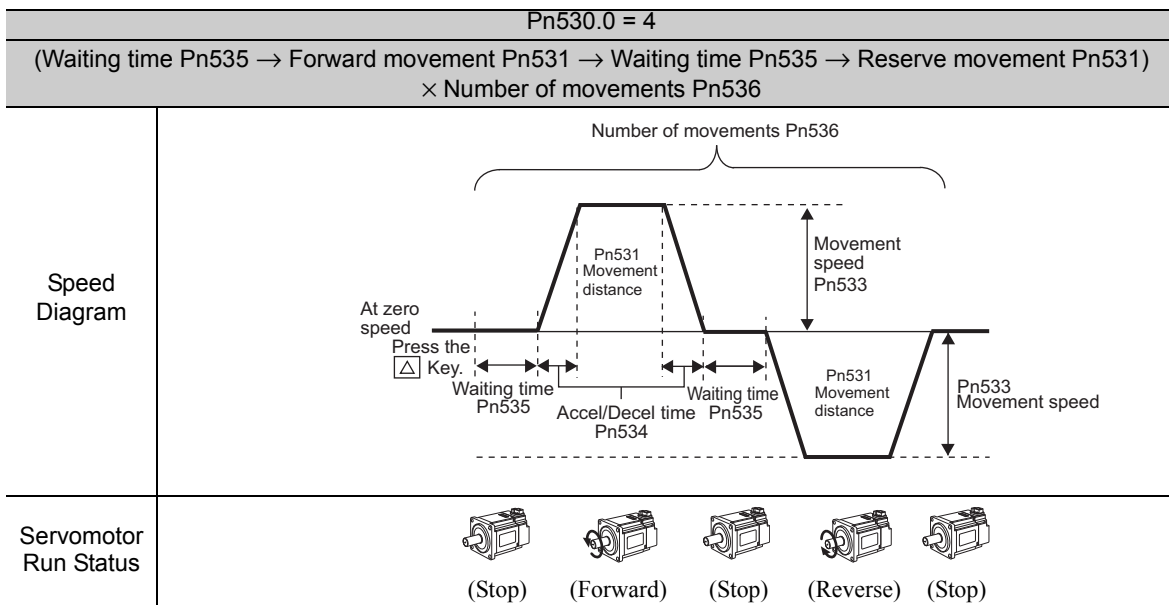 Pn530.0 = 4
(Waiting time Pn535 → Forward movement Pn531 → Waiting time Pn535 → Reserve movement Pn531)
× Number of movements Pn536
Speed
Diagram
Number of movements Pn536
Pn531
Movement
distance
Movement
speed
Pn533
At zero
speed
Press the
△ Key.
Waiting time
Pn535
Accel/Decel time
Pn534
Waiting time
Pn535
Pn531
Movement
distance
Pn533
Movement speed
Servomotor
Run Status
(Stop) (Forward) (Stop) (Reverse) (Stop)